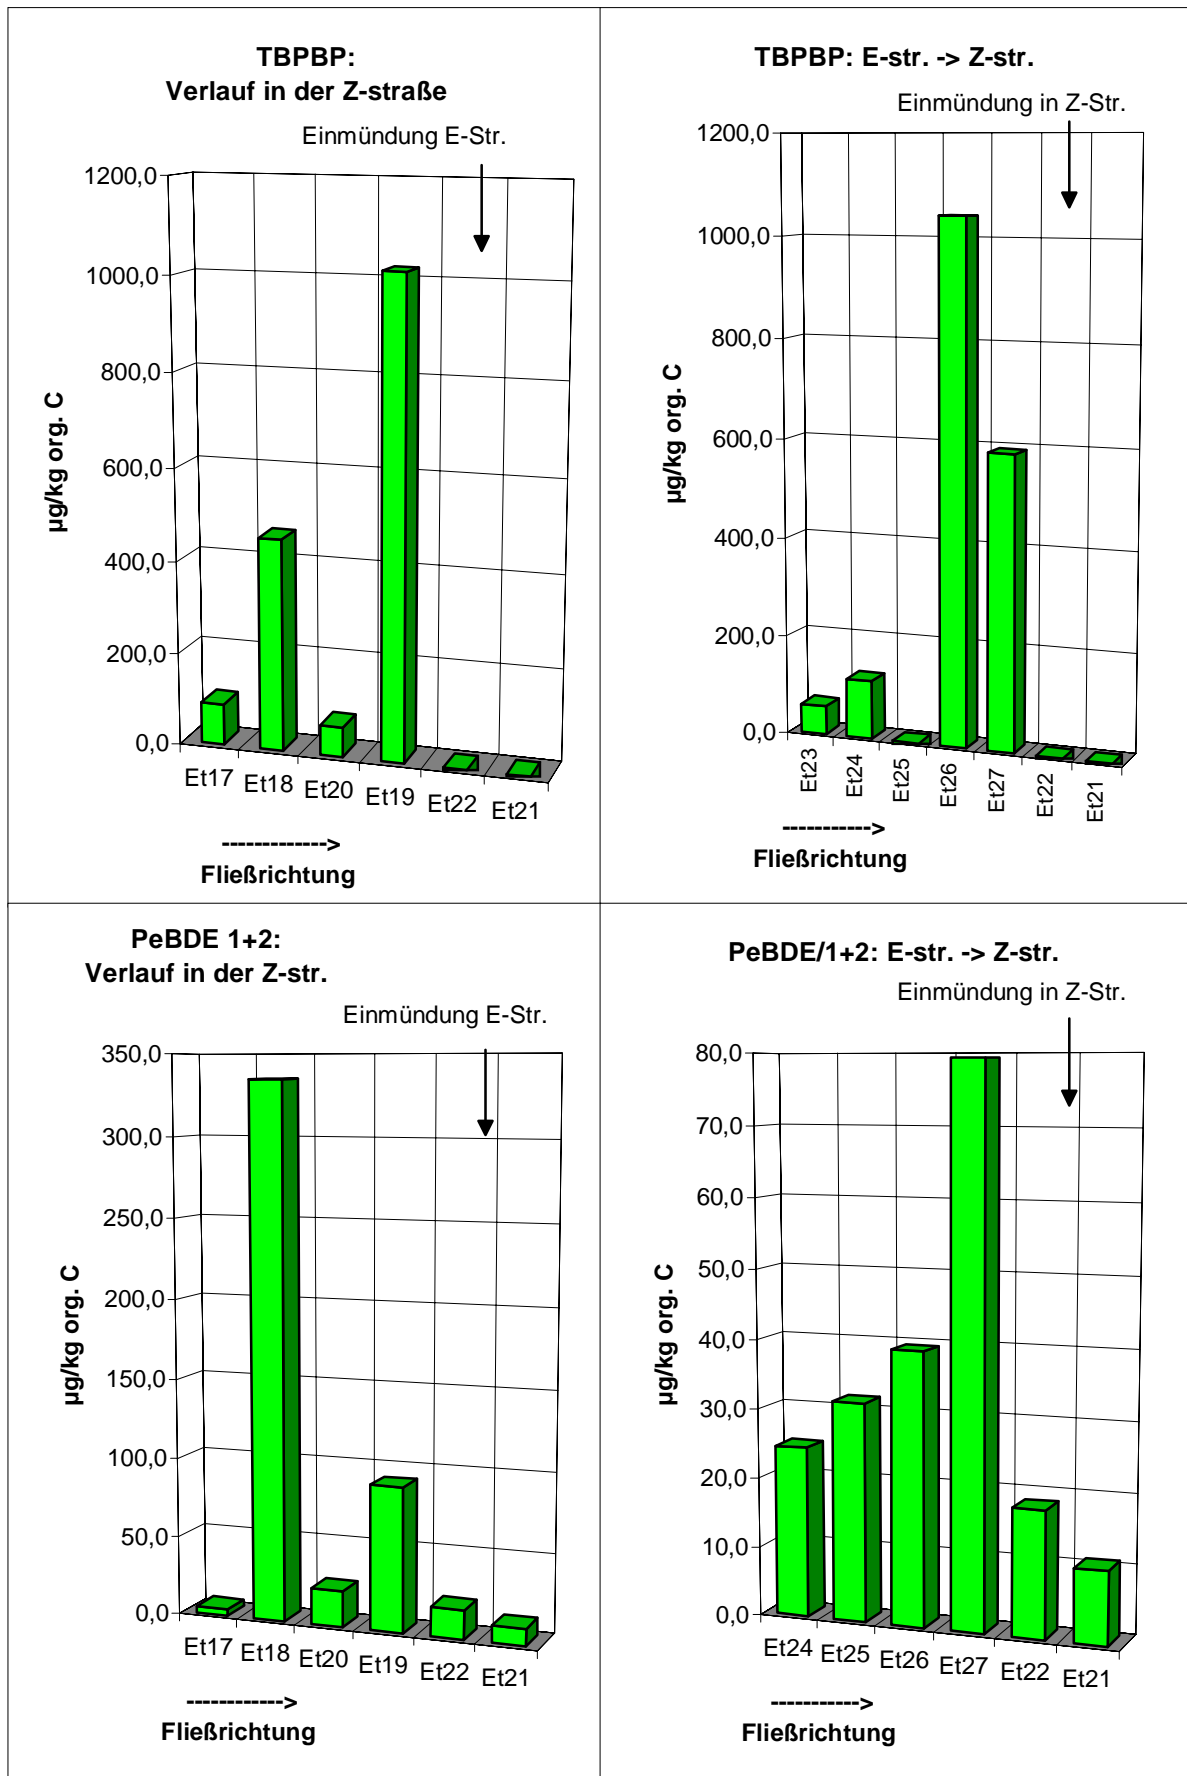 TBPBP:
Verlauf in der Z-straße
Einmündung E-Str.
1200,0
1000,0
800,0
600,0
400,0
200,0
0,0
µg/kg org. C
Et17 Et18 Et20 Et19 Et22 Et21
------------->
Fließrichtung
TBPBP: E-str. -> Z-str.
Einmündung in Z-Str.
1200,0
1000,0
800,0
600,0
400,0
200,0
0,0
µg/kg org. C
Et23 Et24 Et25 Et26 Et27 Et22 Et21
----------->
Fließrichtung
PeBDE 1+2:
Verlauf in der Z-str.
Einmündung E-Str.
350,0
300,0
250,0
200,0
150,0
100,0
50,0
0,0
µg/kg org. C
Et17 Et18 Et20 Et19 Et22 Et21
------------>
Fließrichtung
PeBDE/1+2: E-str. -> Z-str.
Einmündung in Z-Str.
80,0
70,0
60,0
50,0
40,0
30,0
20,0
10,0
0,0
µg/kg org. C
Et24 Et25 Et26 Et27 Et22 Et21
----------->
Fließrichtung